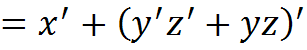 = x′ + (y′z′ + yz)′